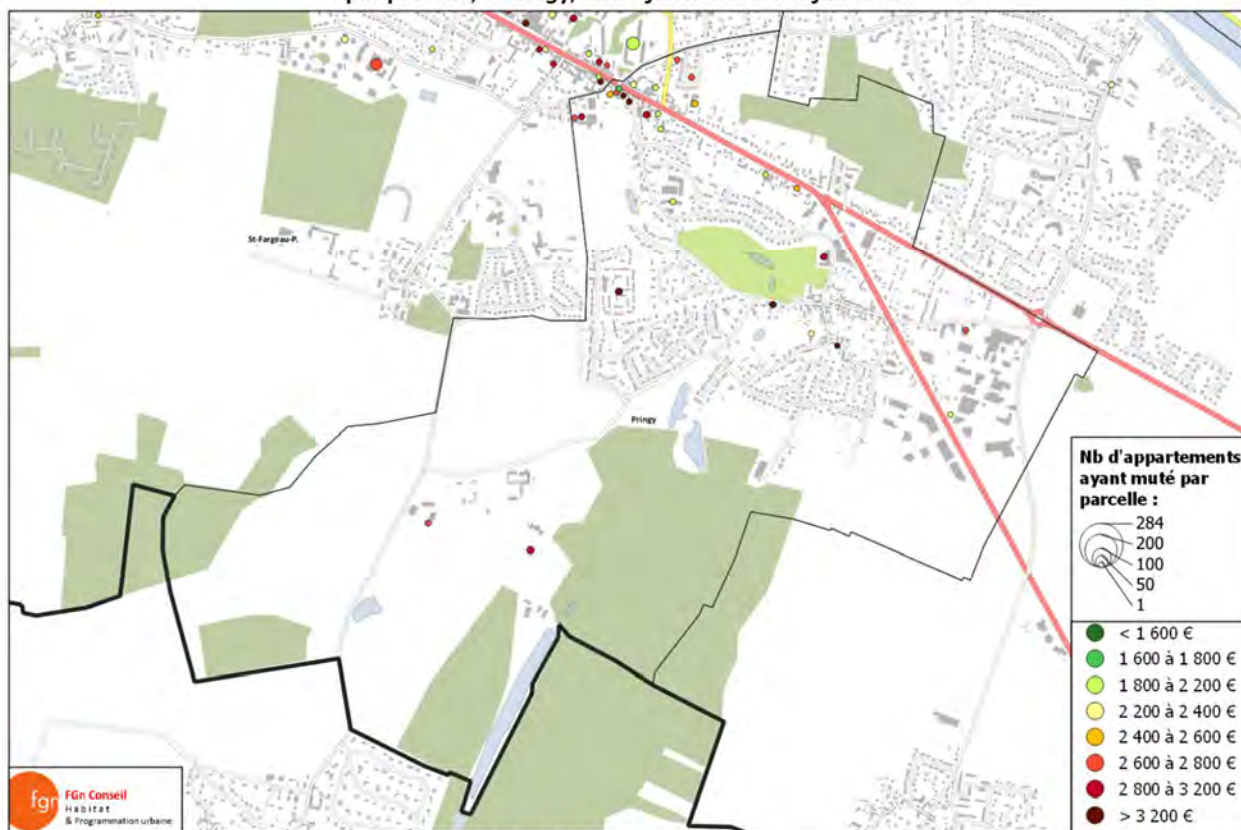 St-Fargeau-P.
Pringy
Nb d'appartements
ayant muté par
parcelle :
284
200
100
50
1
< 1 600 €
1 600 à 1 800 €
1 800 à 2 200 €
2 200 à 2 400 €
2 400 à 2 600 €
2 600 à 2 800 €
2 800 à 3 200 €
> 3 200 €
fgn
FGn Conseil
Habitat
& Programmation urbaine